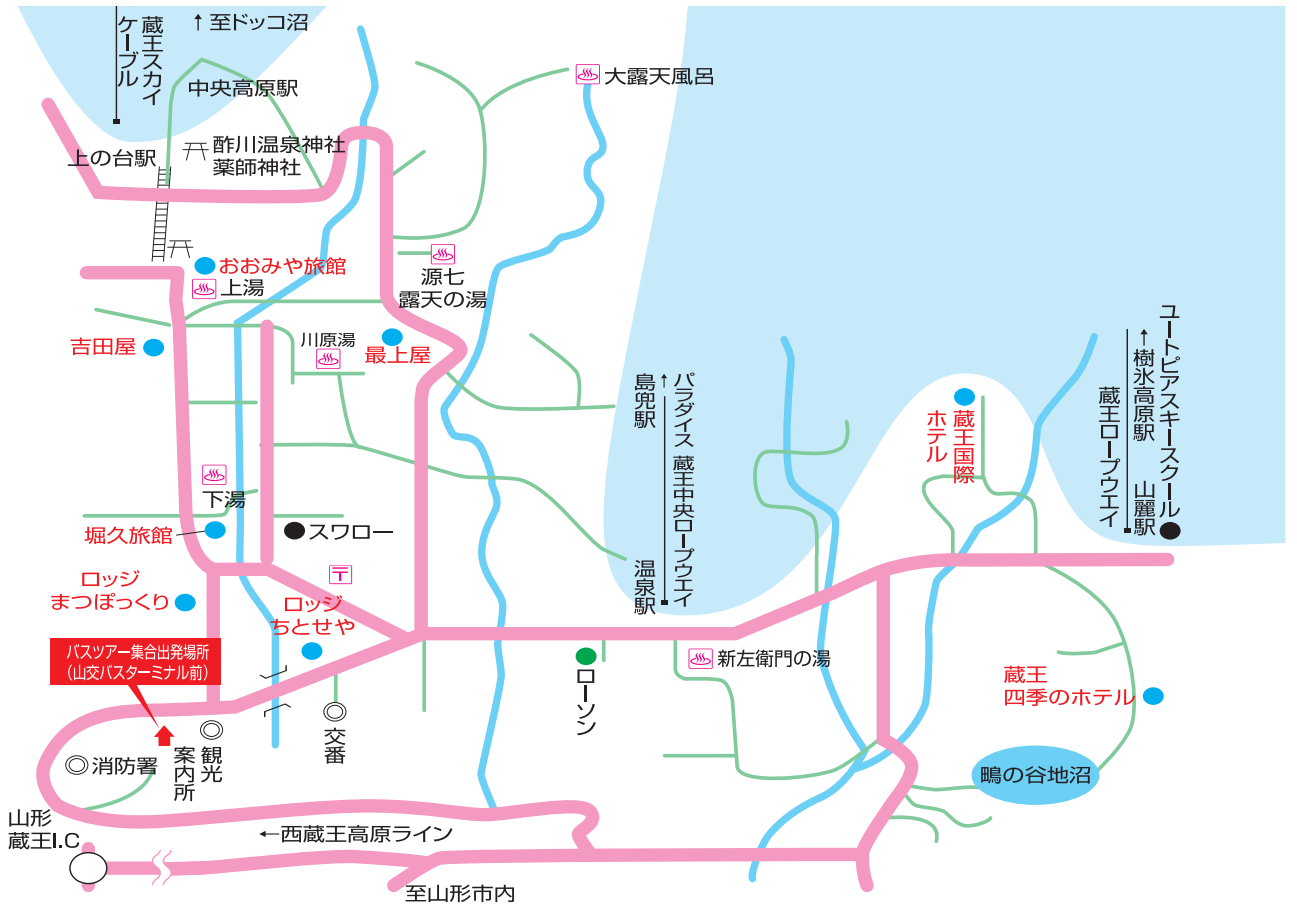 蔵王スカイ
ケーブル
↑至ドッコ沼
中央高原駅
大露天風呂
上の台駅
酢川温泉神社
薬師神社
おおみや旅館
上湯
源七
露天の湯
吉田屋
川原湯
最上屋
下湯
堀久旅館
スワロー
〒
ロッジ
まつぽっくり
ロッジ
ちとせや
バスツアー集合出発場所
(山交バスターミナル前)
パラダイス 蔵王中央ロープウエイ
↑
島兜駅
温泉駅
蔵王国際
ホテル
ユートピアスキースクール
↑樹氷高原駅 山麓駅
蔵王ロープウエイ
ローソン
新左衛門の湯
蔵王
四季のホテル
鴫の谷地沼
消防署
観光
案内所
交番
山形
蔵王I.C
←西蔵王高原ライン
至山形市内